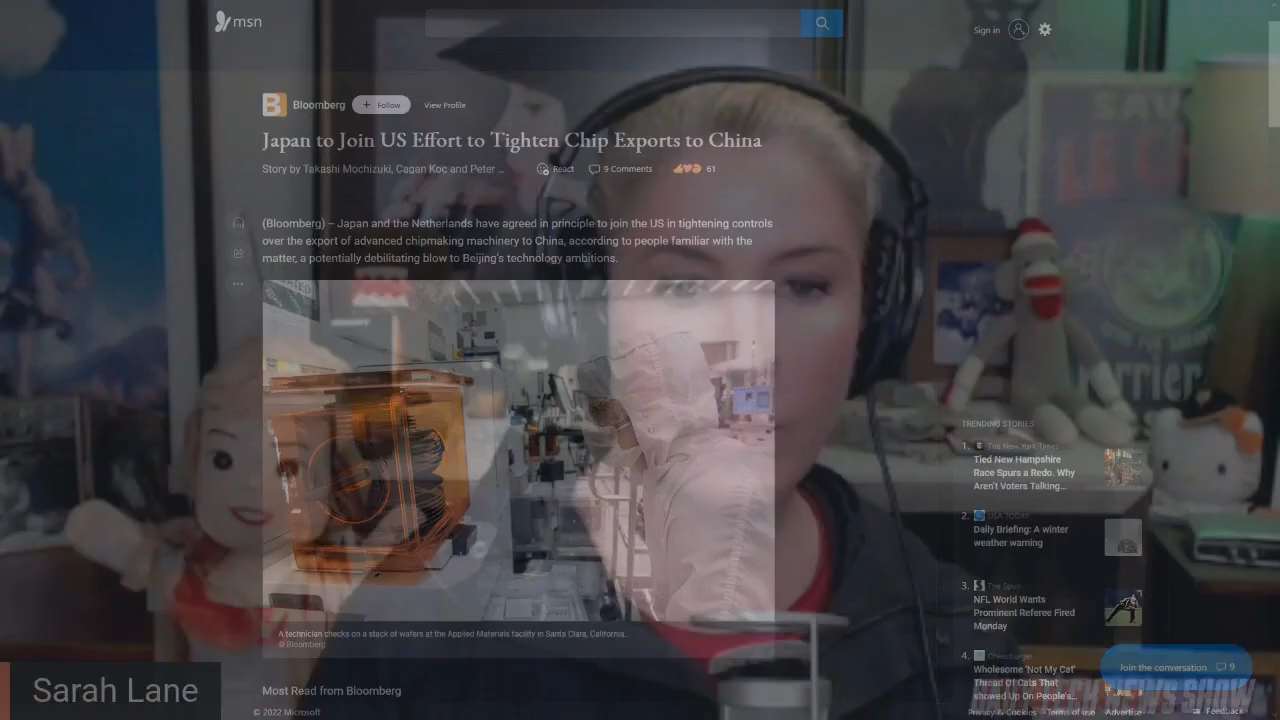 msn
Sign in
Bloomberg
+ Follow
View Profile
Japan to Join US Effort to Tighten Chip Exports to China
Story by Takashi Mochizuki, Cagan Koc and Peter ...
React
9 Comments
61
(Bloomberg) – Japan and the Netherlands have agreed in principle to join the US in tightening controls
over the export of advanced chipmaking machinery to China, according to people familiar with the
matter, a potentially debilitating blow to Beijing's technology ambitions.
A technician checks on a stack of wafers at the Applied Materials facility in Santa Clara, California.
© Bloomberg
Most Read from Bloomberg
© 2022 Microsoft
TRENDING STORIES
1. The New York Times
Tied New Hampshire
Race Spurs a Redo. Why
Aren't Voters Talking...
2. USA TODAY
Daily Briefing: A winter
weather warning
3. The Spun
NFL World Wants
Prominent Referee Fired
Monday
4. Cheezburger
Wholesome 'Not My Cat'
Thread Of Cats That
showed Up On People's...
Join the conversation 9
Privacy & Cookies
Terms of use
Advertise
Feedback
TECH NEWS SHOW
Sarah Lane